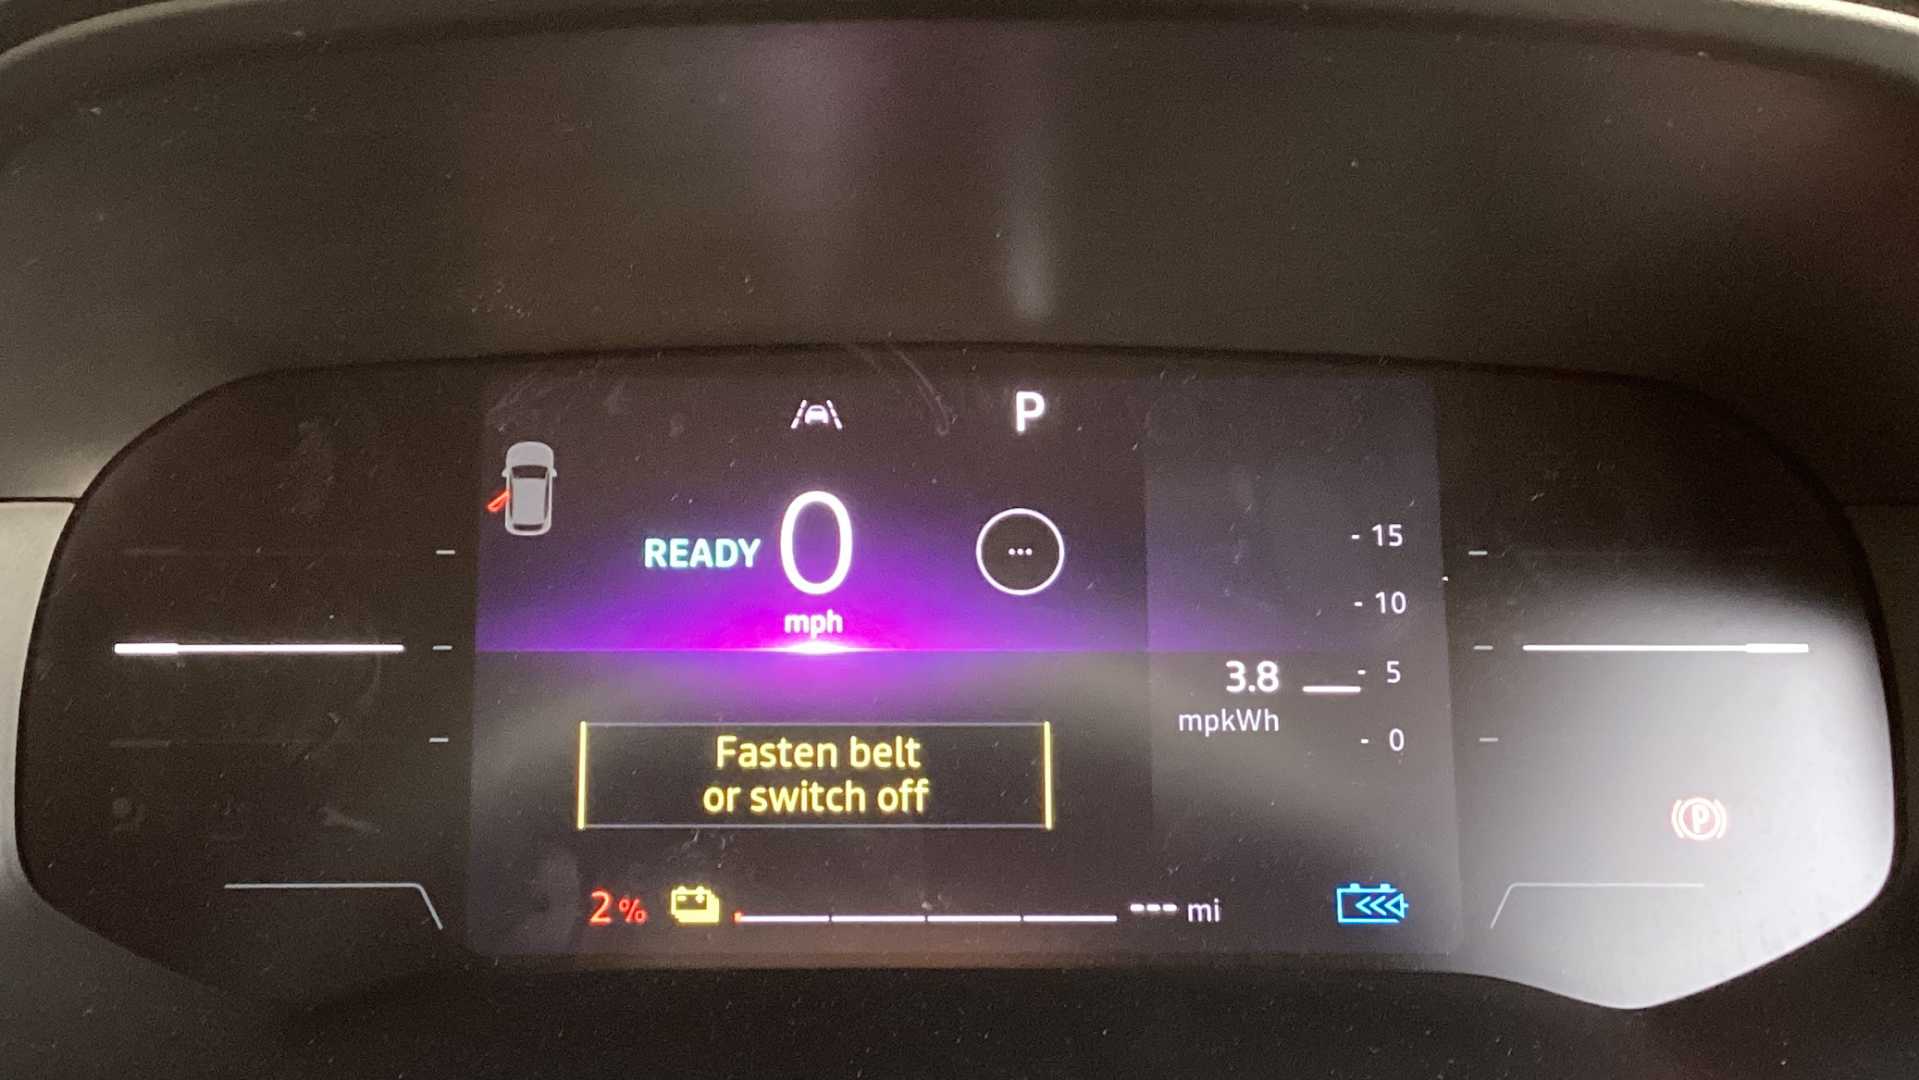 P
READY 0
mph
...
- 15
- 10
- 5
- 0
3.8
mpkWh
Fasten belt
or switch off
2%
--- mi
P